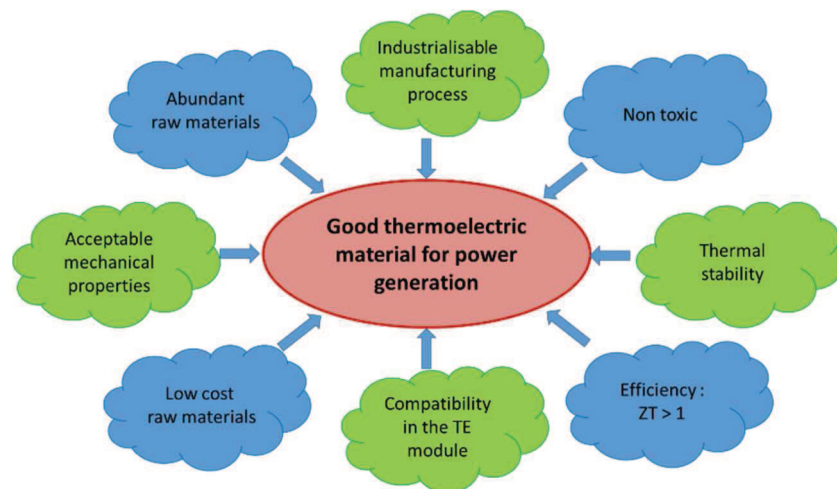 Industrialisable
manufacturing
process
Abundant
raw materials
Non toxic
Good thermoelectric
material for power
generation
Acceptable
mechanical
properties
Thermal
stability
Low cost
raw materials
Compatibility
in the TE
module
Efficiency :
ZT > 1